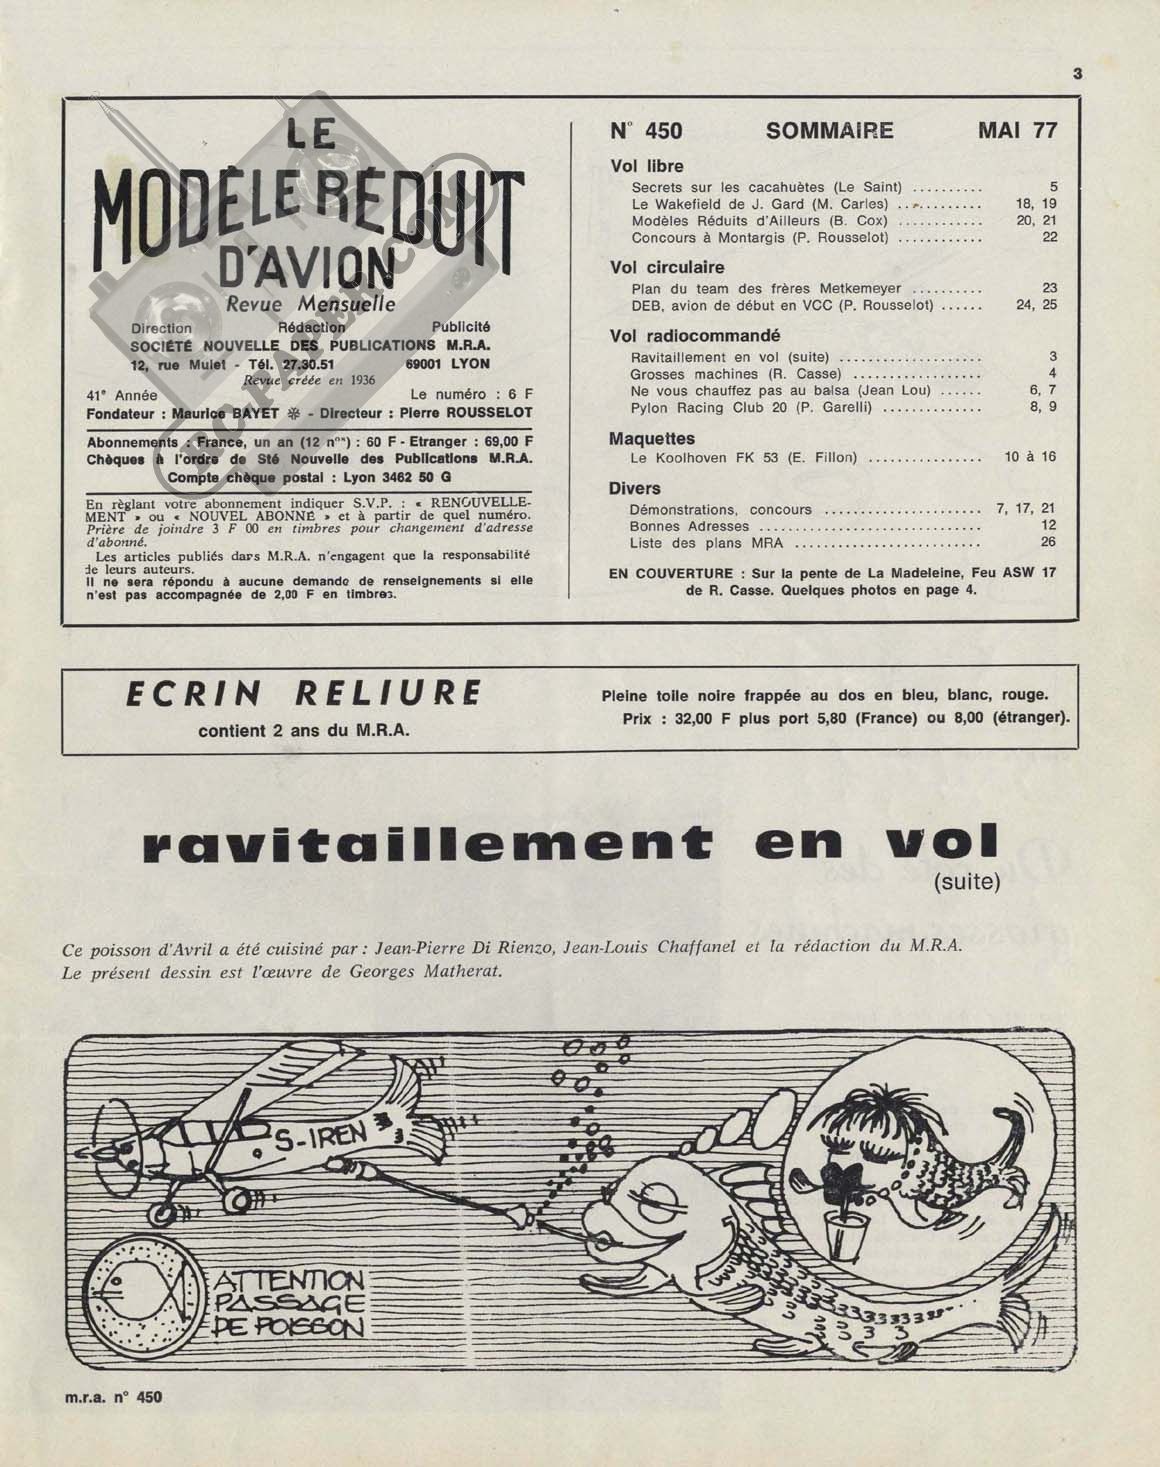 3
LE
MODÈLE RÉDUIT
D'AVION
Revue Mensuelle
Direction Rédaction Publicité
SOCIÉTÉ NOUVELLE DES PUBLICATIONS M.R.A.
12, rue Mulet - Tél. 27.30.51 69001 LYON
Revue créée en 1936
41e Année Le numéro : 6 F
Fondateur : Maurice BAYET ❊ - Directeur : Pierre ROUSSELOT
Abonnements : France, un an (12 nos) : 60 F - Etranger : 69,00 F
Chèques à l'ordre de Sté Nouvelle des Publications M.R.A.
Compte chèque postal : Lyon 3462 50 G
En règlant votre abonnement indiquer S.V.P. : « RENOUVELLE-
MENT » ou « NOUVEL ABONNÉ » et à partir de quel numéro.
Prière de joindre 3 F 00 en timbres pour changement d'adresse
d'abonné.
Les articles publiés dans M.R.A. n'engagent que la responsabilité
de leurs auteurs.
Il ne sera répondu à aucune demande de renseignements si elle
n'est pas accompagnée de 2,00 F en timbres.
RCPAPER.COM
N° 450 SOMMAIRE MAI 77
Vol libre
Secrets sur les cacahuètes (Le Saint) .......... 5
Le Wakefield de J. Gard (M. Carles) ........... 18, 19
Modèles Réduits d'Ailleurs (B. Cox) ............ 20, 21
Concours à Montargis (P. Rousselot) ............ 22
Vol circulaire
Plan du team des frères Metkemeyer .......... 23
DEB, avion de début en VCC (P. Rousselot) ...... 24, 25
Vol radiocommandé
Ravitaillement en vol (suite) ...................... 3
Grosses machines (R. Casse) .................... 4
Ne vous chauffez pas au balsa (Jean Lou) ...... 6, 7
Pylon Racing Club 20 (P. Garelli) .............. 8, 9
Maquettes
Le Koolhoven FK 53 (E. Fillon) ................ 10 à 16
Divers
Démonstrations, concours ...................... 7, 17, 21
Bonnes Adresses .................................. 12
Liste des plans MRA ............................ 26
EN COUVERTURE : Sur la pente de La Madeleine, Feu ASW 17
de R. Casse. Quelques photos en page 4.
ECRIN RELIURE
contient 2 ans du M.R.A.
Pleine toile noire frappée au dos en bleu, blanc, rouge.
Prix : 32,00 F plus port 5,80 (France) ou 8,00 (étranger).
ravitaillement en vol
(suite)
Ce poisson d'Avril a été cuisiné par : Jean-Pierre Di Rienzo, Jean-Louis Chaffanel et la rédaction du M.R.A.
Le présent dessin est l'œuvre de Georges Matherat.
S-IREN
ATTENTION
PASSAGE
DE POISSON
m.r.a. n° 450